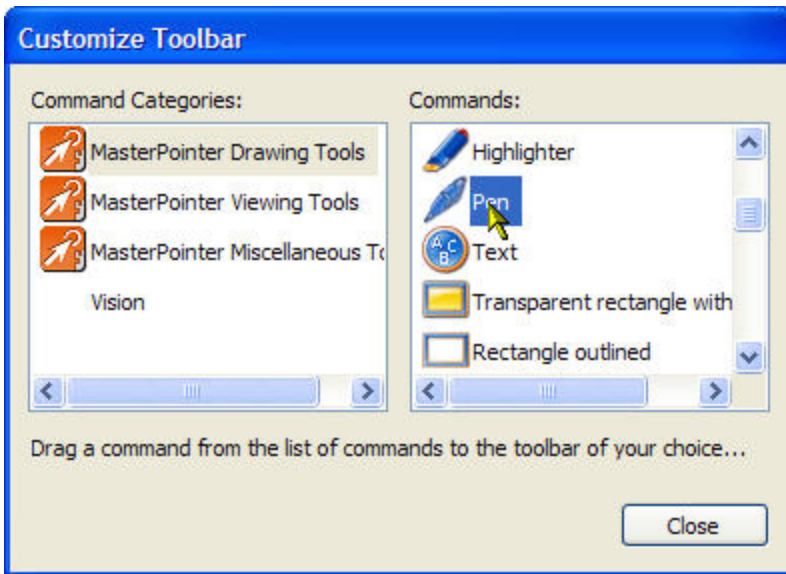 Customize Toolbar
Command Categories:
Commands:
MasterPointer Drawing Tools
MasterPointer Viewing Tools
MasterPointer Miscellaneous To
Vision
Highlighter
Pen
Text
Transparent rectangle with
Rectangle outlined
Drag a command from the list of commands to the toolbar of your choice...
Close